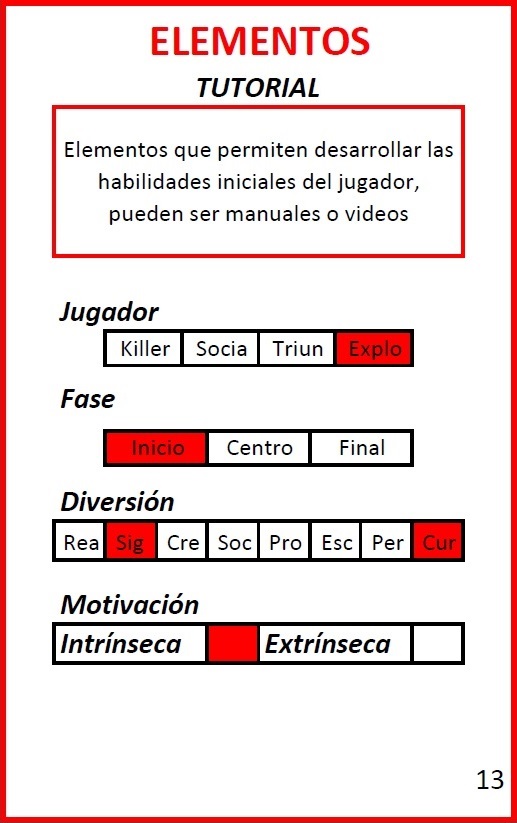 ELEMENTOS
TUTORIAL
Elementos que permiten desarrollar las
habilidades iniciales del jugador,
pueden ser manuales o videos
Jugador
Killer Socia Triun Explo
Fase
Inicio Centro Final
Diversión
Rea Sig Cre Soc Pro Esc Per Cur
Motivación
Intrínseca Extrínseca
13